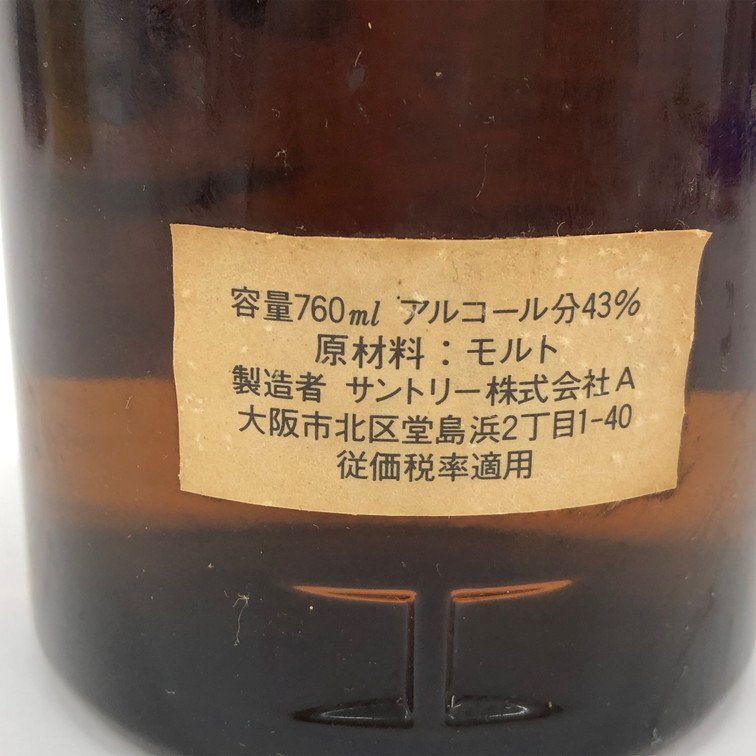 容量760ml アルコール分43%
原材料：モルト
製造者 サントリー株式会社A
大阪市北区堂島浜2丁目1-40
従価税率適用